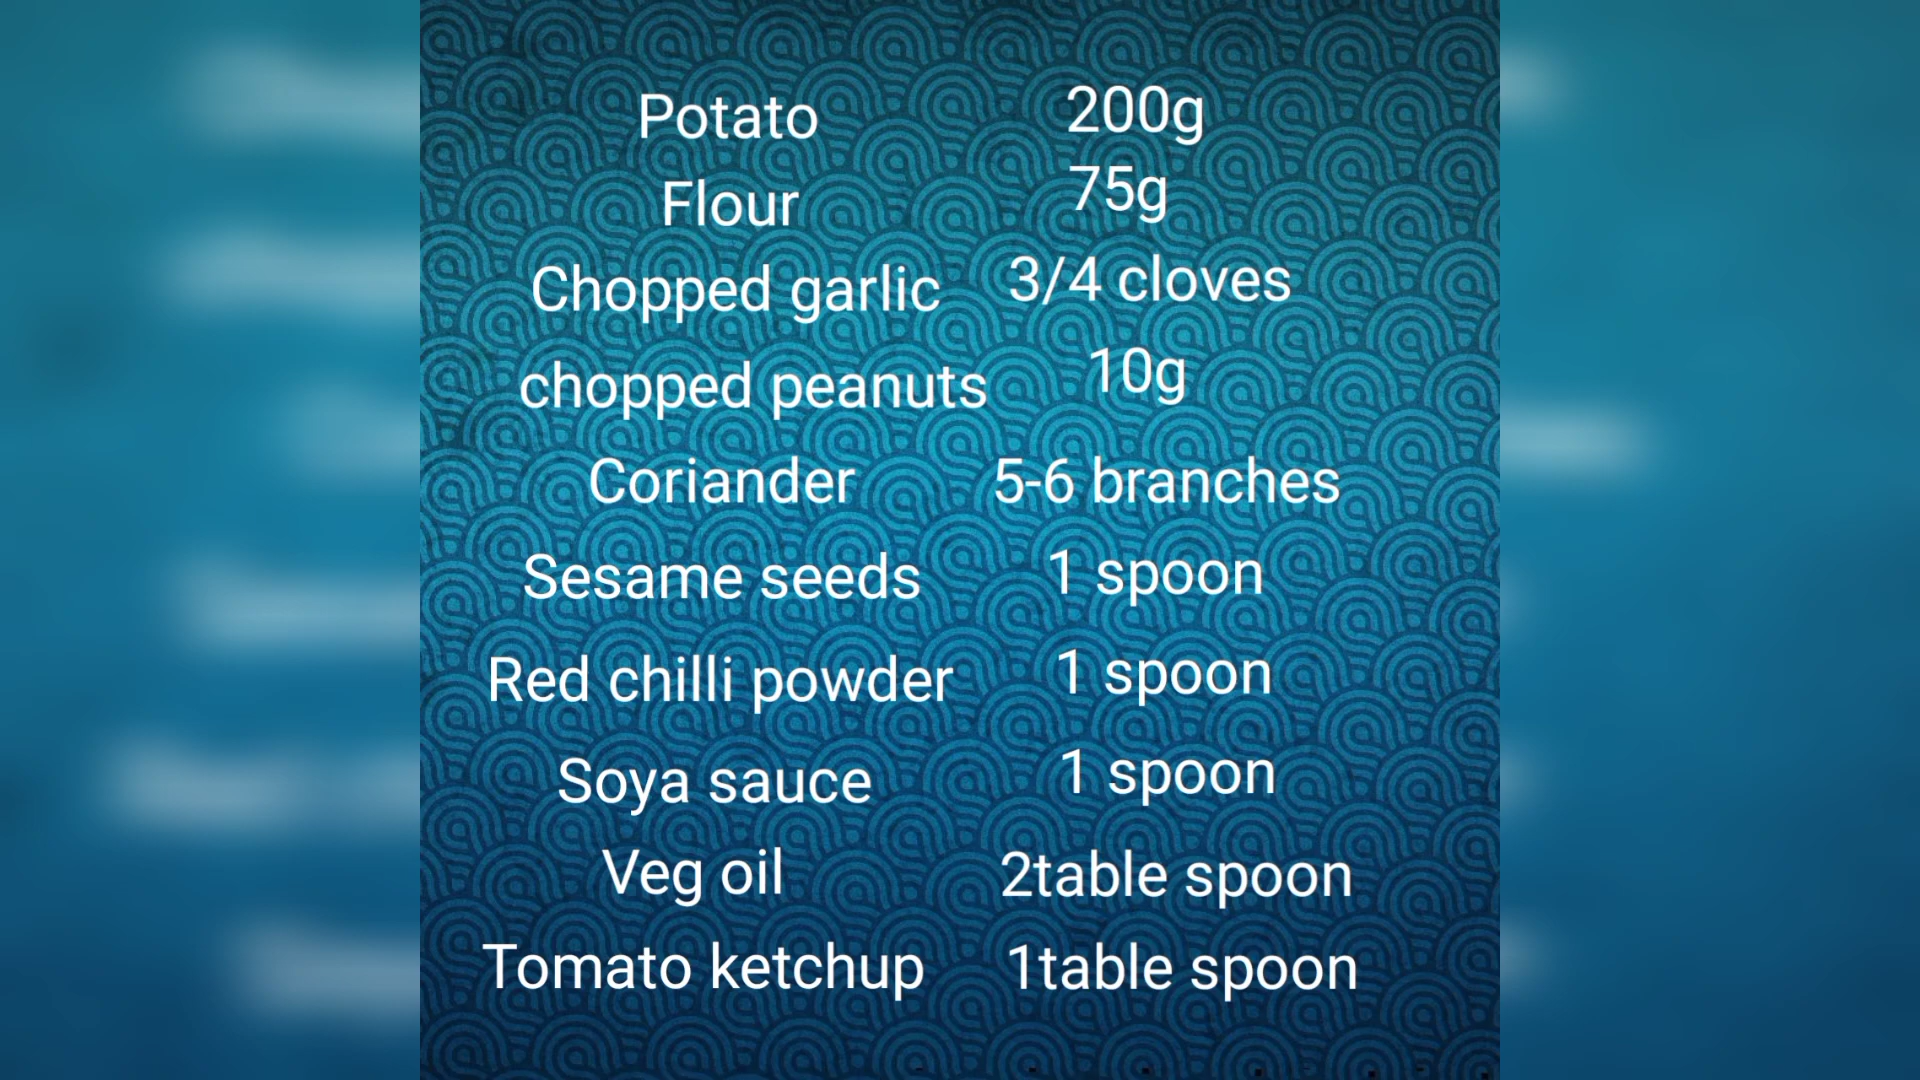 Potato 200g
Flour 75g
Chopped garlic 3/4 cloves
chopped peanuts 10g
Coriander 5-6 branches
Sesame seeds 1 spoon
Red chilli powder 1 spoon
Soya sauce 1 spoon
Veg oil 2table spoon
Tomato ketchup 1table spoon